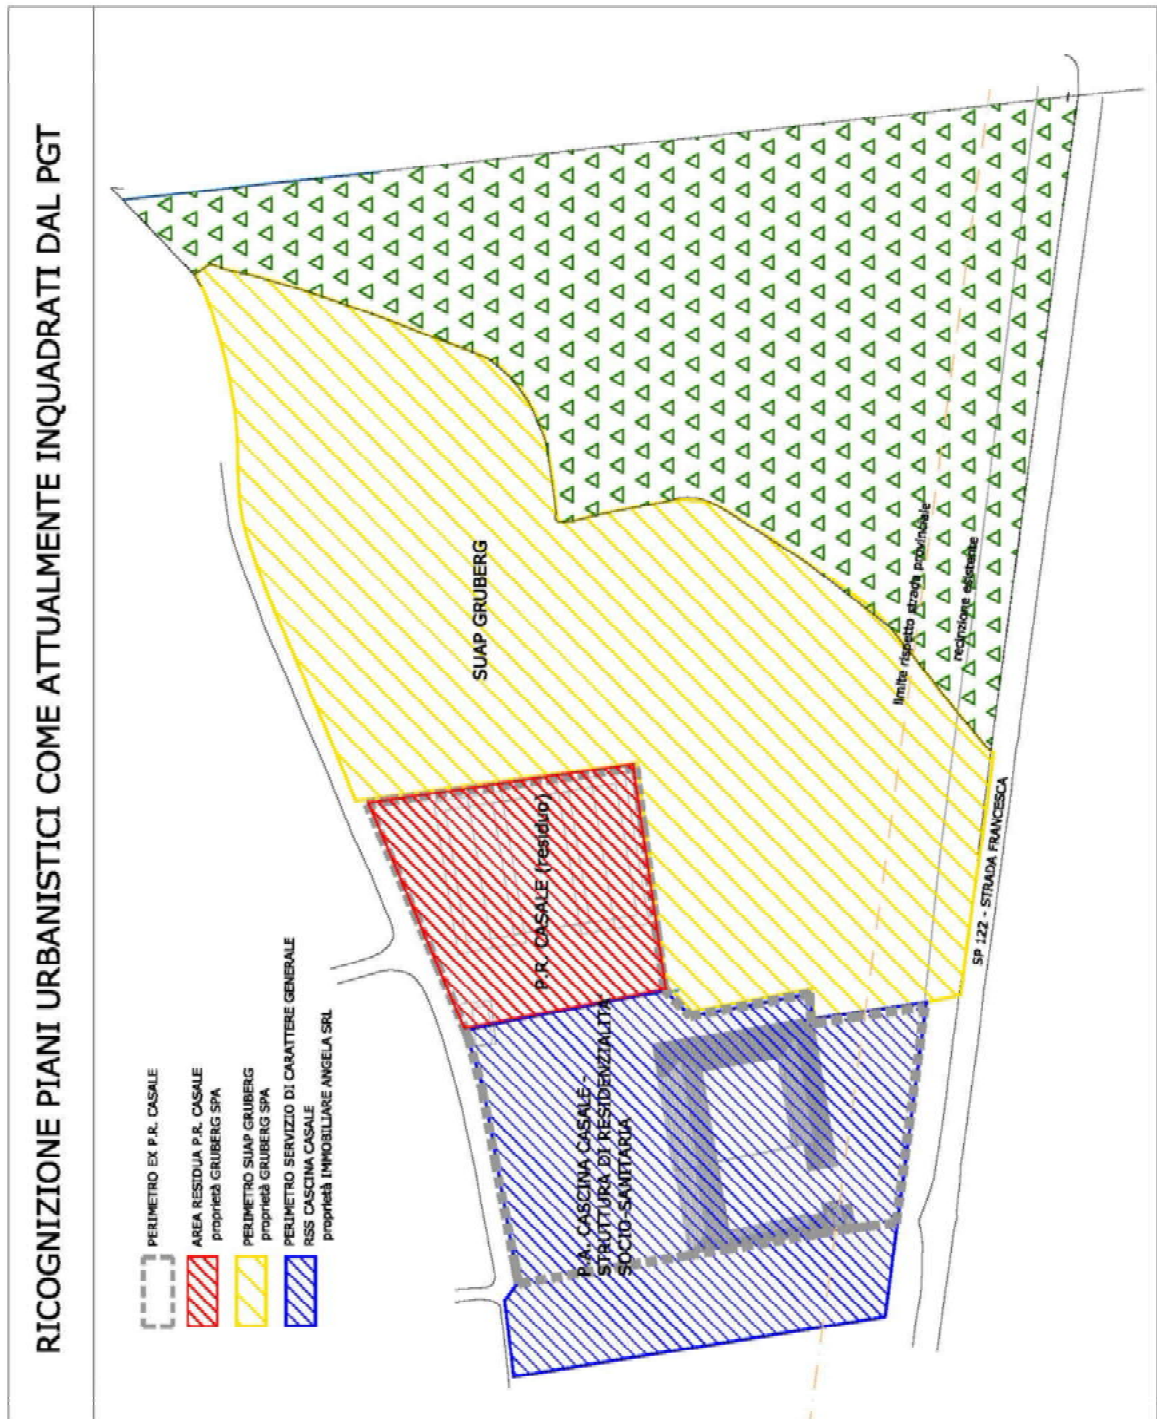 RICOGNIZIONE PIANI URBANISTICI COME ATTUALMENTE INQUADRATI DAL PGT
PERIMETRO EX P.R. CASALE
AREA RESIDUA P.R. CASALE
proprietà GRUBERG SPA
PERIMETRO SUAP GRUBERG
proprietà GRUBERG SPA
PERIMETRO SERVIZIO DI CARATTERE GENERALE
RSS CASCINA CASALE
proprietà IMMOBILIARE ANGELA SRL
SUAP GRUBERG
P.R. CASALE (residuo)
P.A. CASCINA CASALE -
STRUTTURA DI RESIDENZIALITA'
SOCIO-SANITARIA
limite rispetto strada provinciale
recinzione esistente
SP 122 - STRADA FRANCESCA